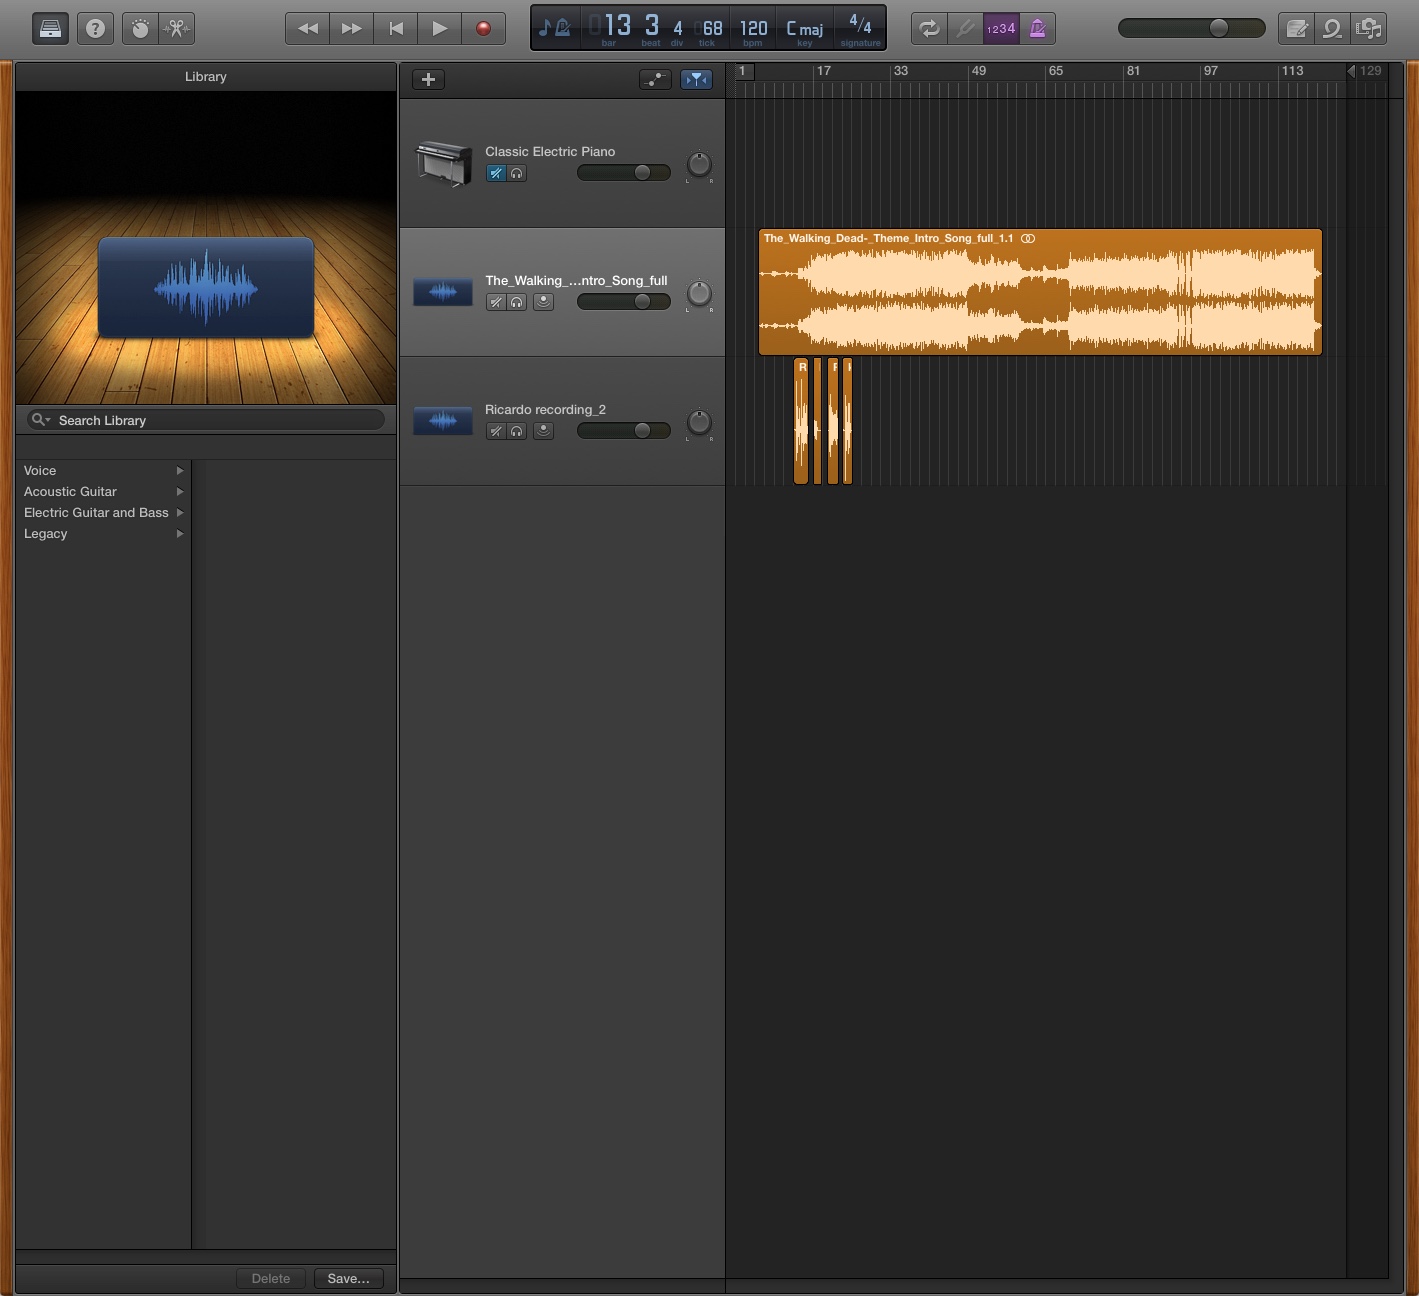 13 3 4 68 120 C maj 4/4
bar beat div tick bpm key signature
1234
Library
1 17 33 49 65 81 97 113 129
Classic Electric Piano
L R
The_Walking_Dead-_Theme_Intro_Song_full_1.1
The_Walking_...ntro_Song_full
L R
R
Ricardo recording_2
L R
Search Library
Voice
Acoustic Guitar
Electric Guitar and Bass
Legacy
Delete Save...